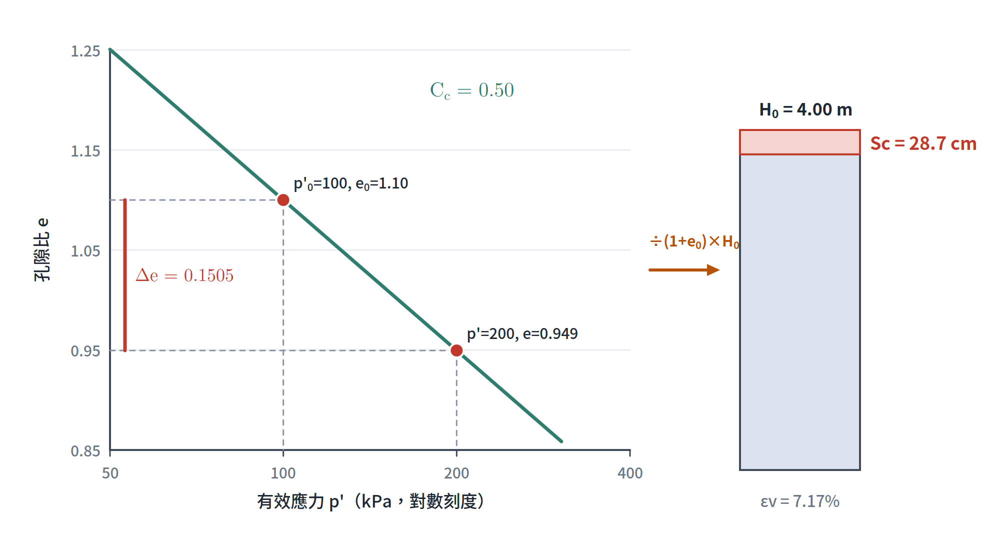 1.25
1.15
1.05
0.95
0.85
50
100
200
400
孔隙比 e
有效應力 p'（kPa，對數刻度）
C_c = 0.50
p'₀=100, e₀=1.10
Δe = 0.1505
p'=200, e=0.949
÷(1+e₀)×H₀
H₀ = 4.00 m
Sc = 28.7 cm
εv = 7.17%